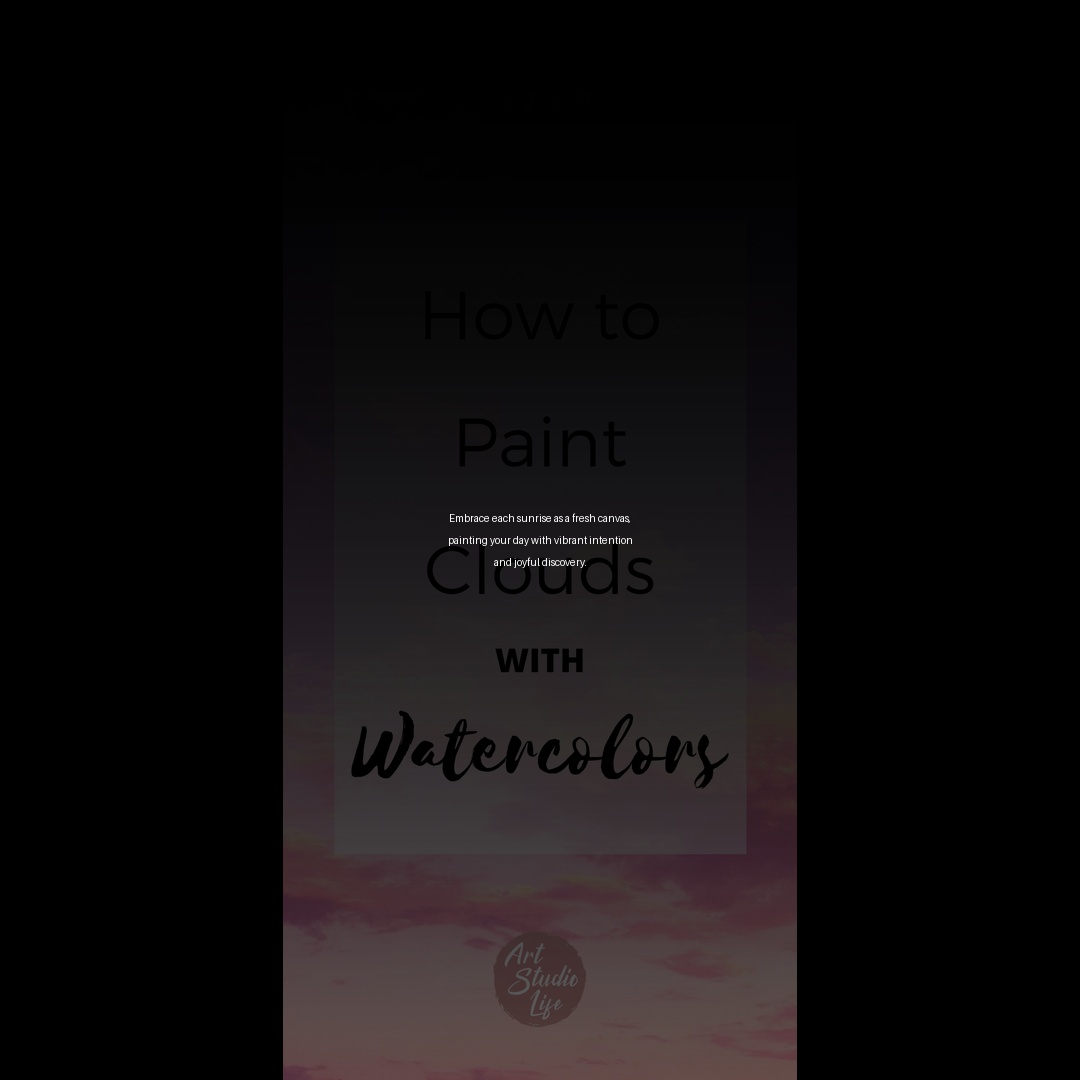 How to
Paint
Embrace each sunrise as a fresh canvas,
painting your day with vibrant intention
and joyful discovery.
Clouds
WITH
Watercolors
Art
Studio
Life